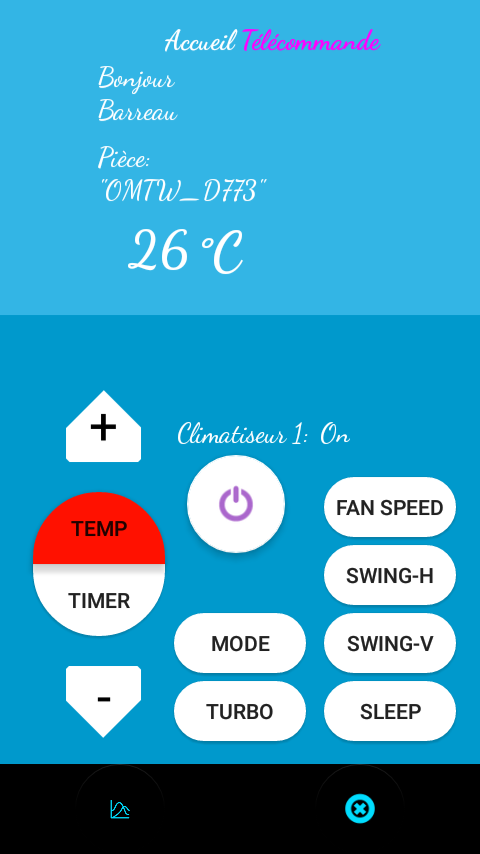 Accueil Télécommande
Bonjour
Barreau
Pièce:
"OMTW_D773"
26 °C
+
Climatiseur 1: On
TEMP
FAN SPEED
SWING-H
TIMER
MODE
SWING-V
-
TURBO
SLEEP